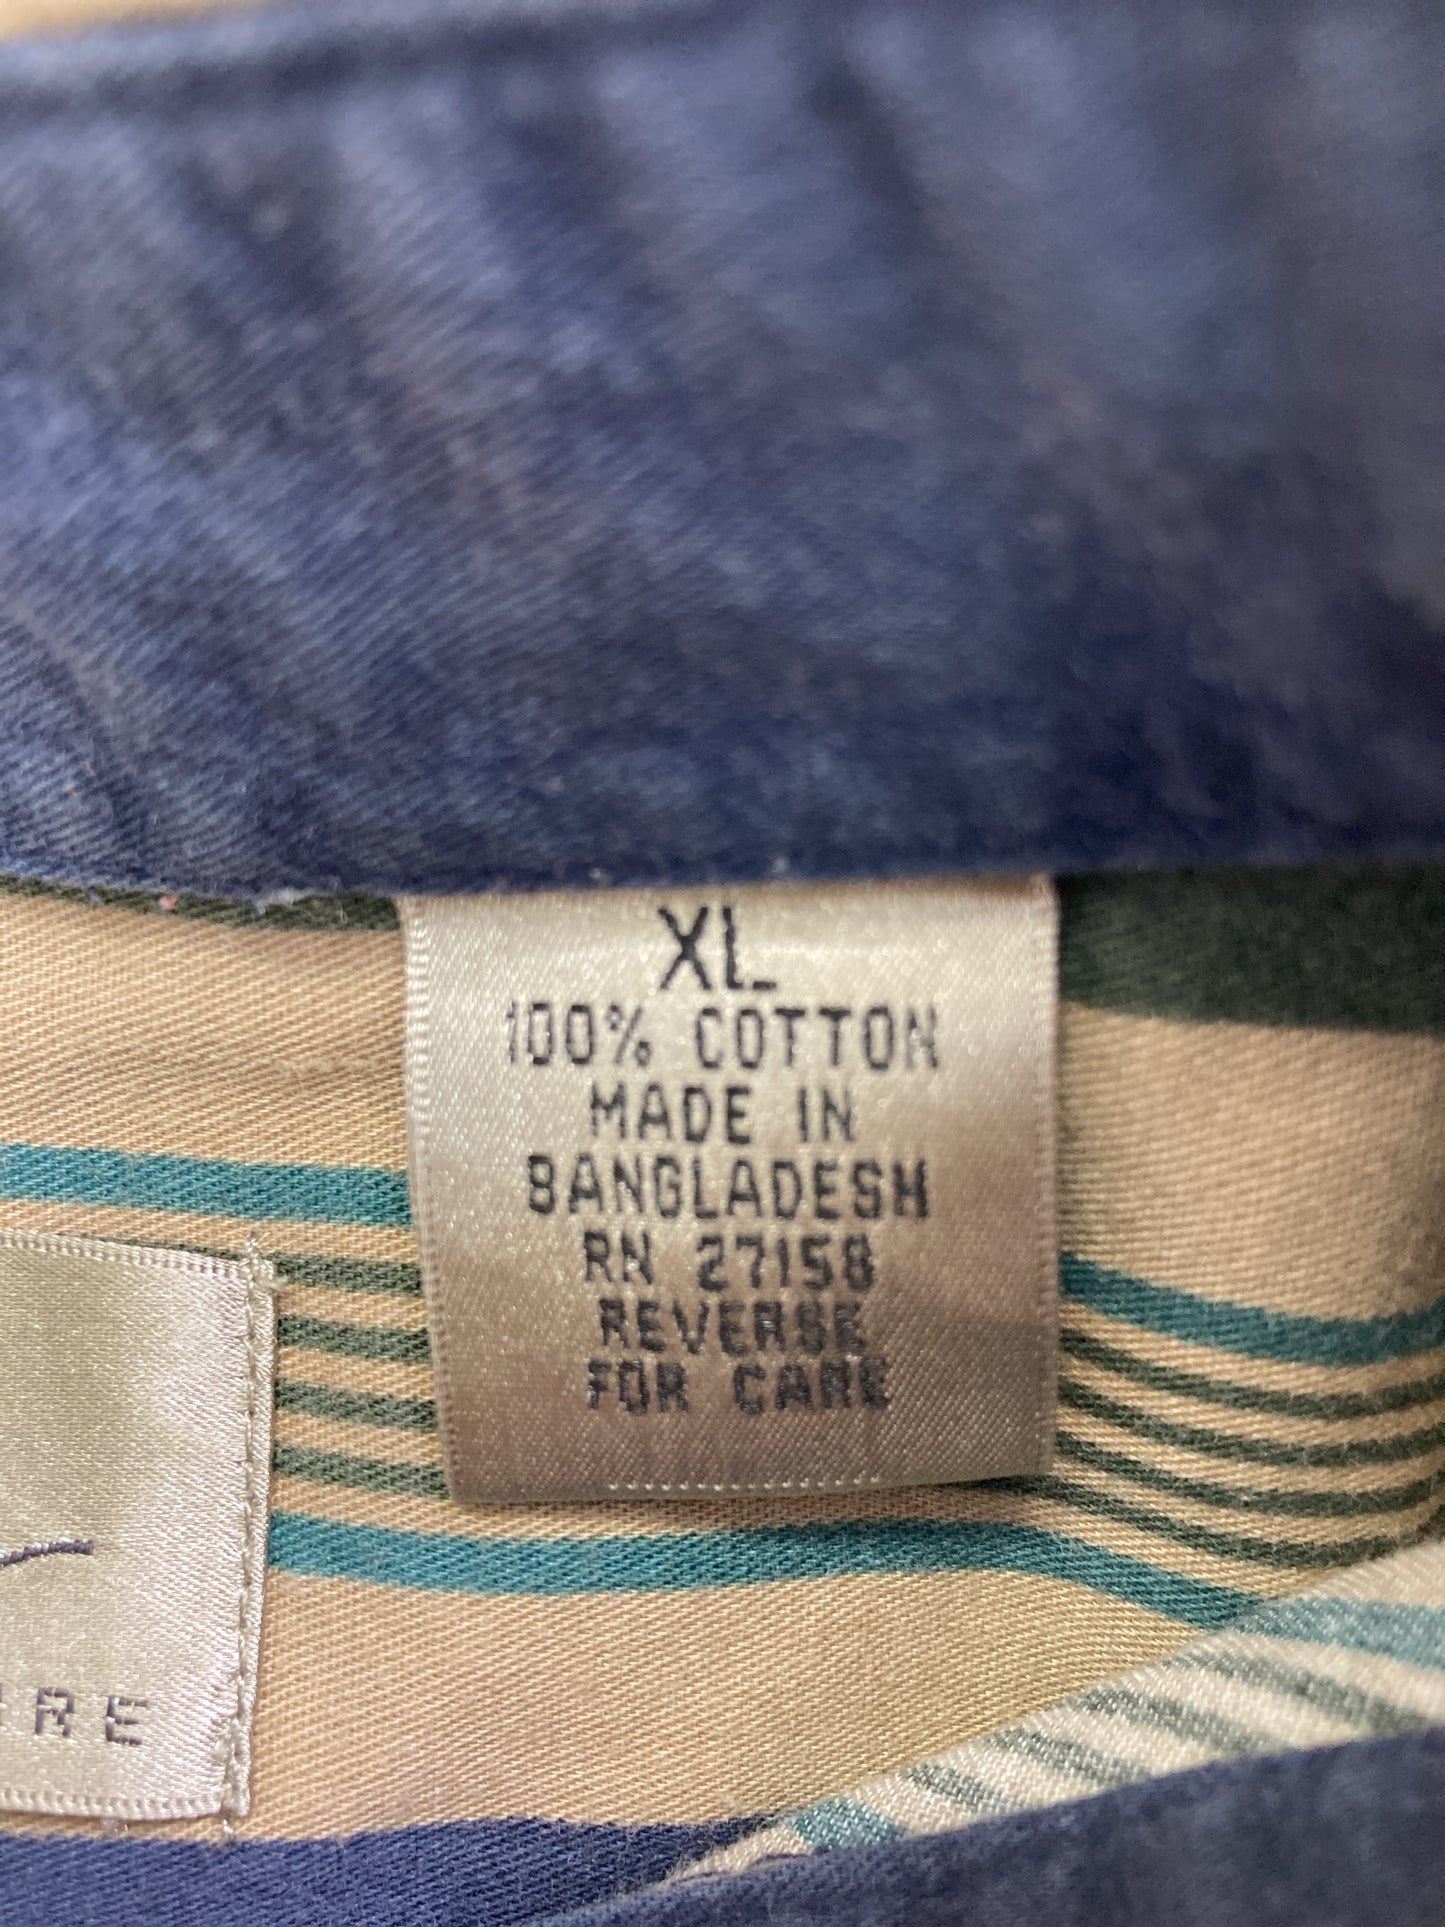 XL
100% COTTON
MADE IN
BANGLADESH
RN 27158
REVERSE
FOR CARE